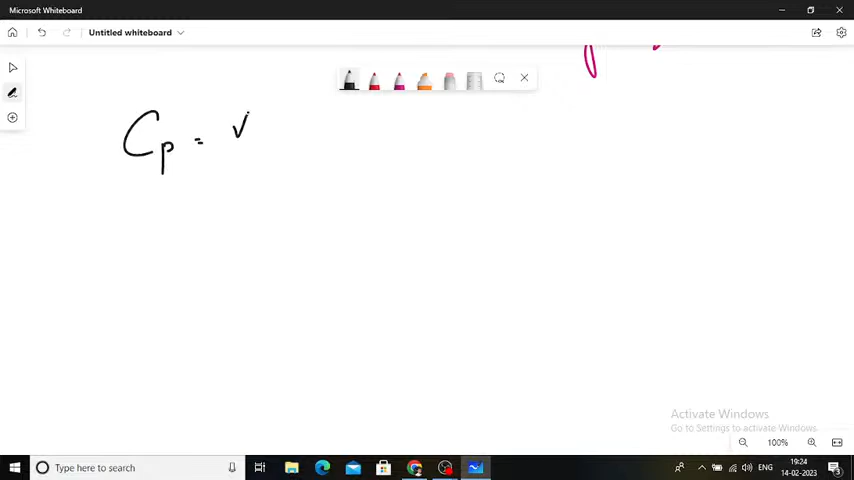 Microsoft Whiteboard
Untitled whiteboard
Cp = v
Activate Windows
Go to Settings to activate Windows.
100%
Type here to search
ENG
19:24
14-02-2023
3